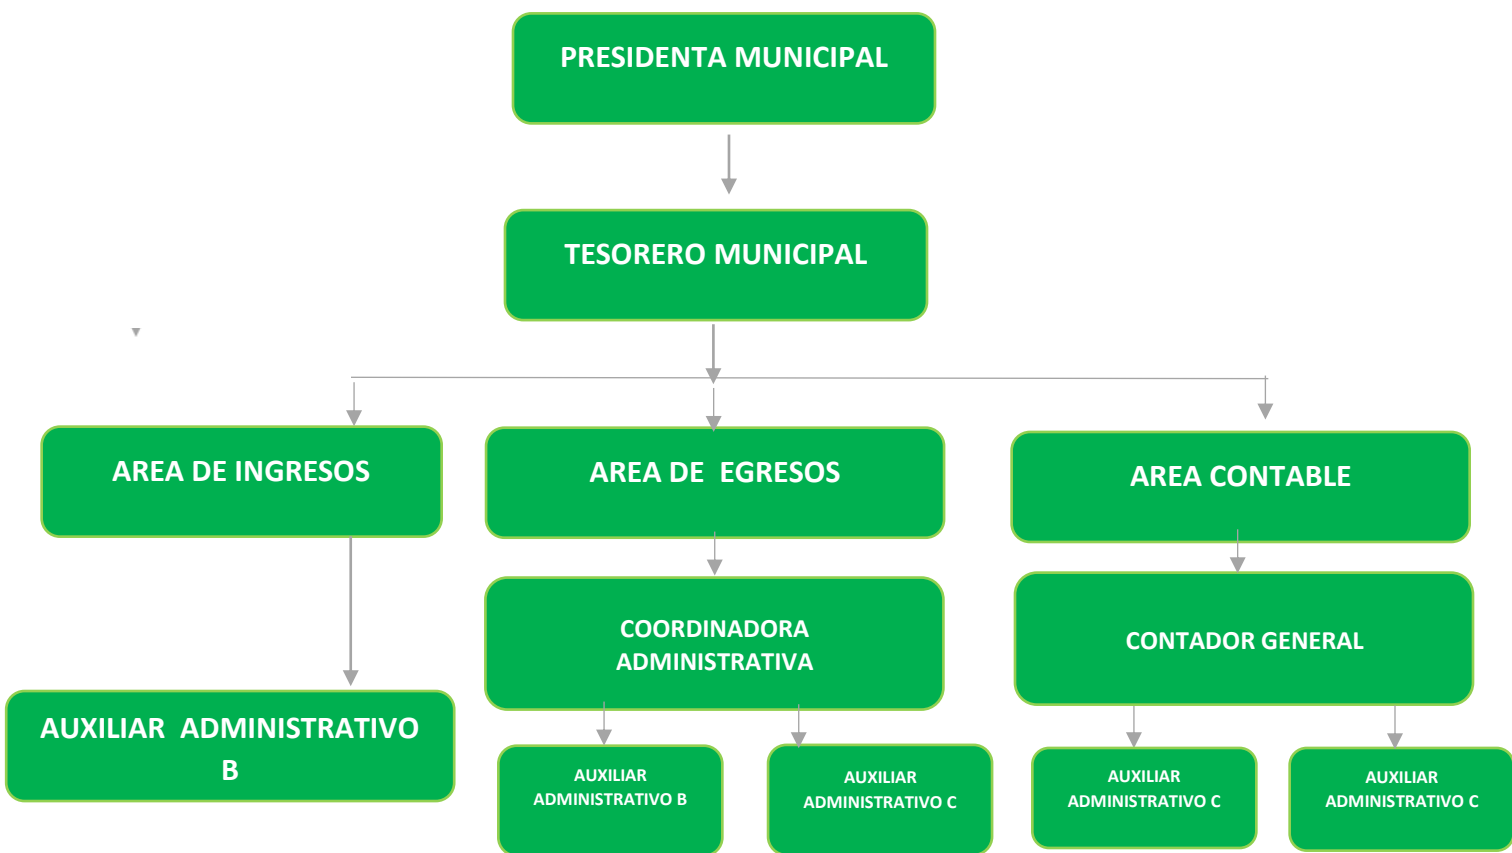 PRESIDENTA MUNICIPAL
TESORERO MUNICIPAL
AREA DE INGRESOS
AREA DE EGRESOS
AREA CONTABLE
COORDINADORA
ADMINISTRATIVA
CONTADOR GENERAL
AUXILIAR ADMINISTRATIVO
B
AUXILIAR
ADMINISTRATIVO B
AUXILIAR
ADMINISTRATIVO C
AUXILIAR
ADMINISTRATIVO C
AUXILIAR
ADMINISTRATIVO C